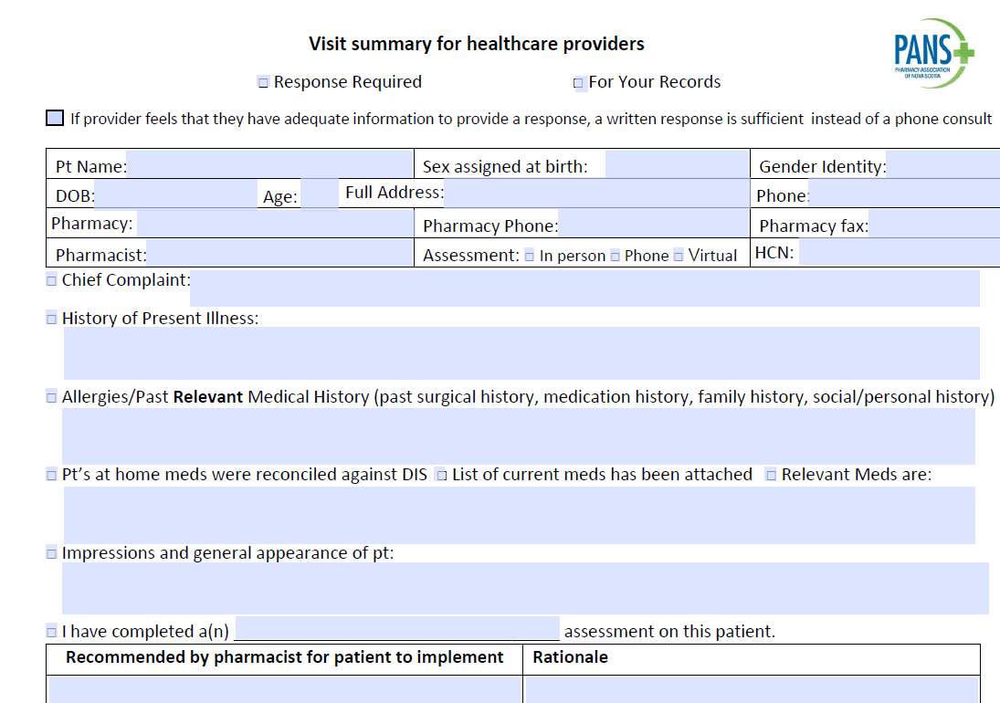 Visit summary for healthcare providers
PANS
PHARMACY ASSOCIATION
OF NOVA SCOTIA
Response Required For Your Records
If provider feels that they have adequate information to provide a response, a written response is sufficient instead of a phone consult
Pt Name: Sex assigned at birth: Gender Identity:
DOB: Age: Full Address: Phone:
Pharmacy: Pharmacy Phone: Pharmacy fax:
Pharmacist: Assessment: In person Phone Virtual HCN:
Chief Complaint:
History of Present Illness:
Allergies/Past Relevant Medical History (past surgical history, medication history, family history, social/personal history)
Pt’s at home meds were reconciled against DIS List of current meds has been attached Relevant Meds are:
Impressions and general appearance of pt:
I have completed a(n) assessment on this patient.
Recommended by pharmacist for patient to implement Rationale